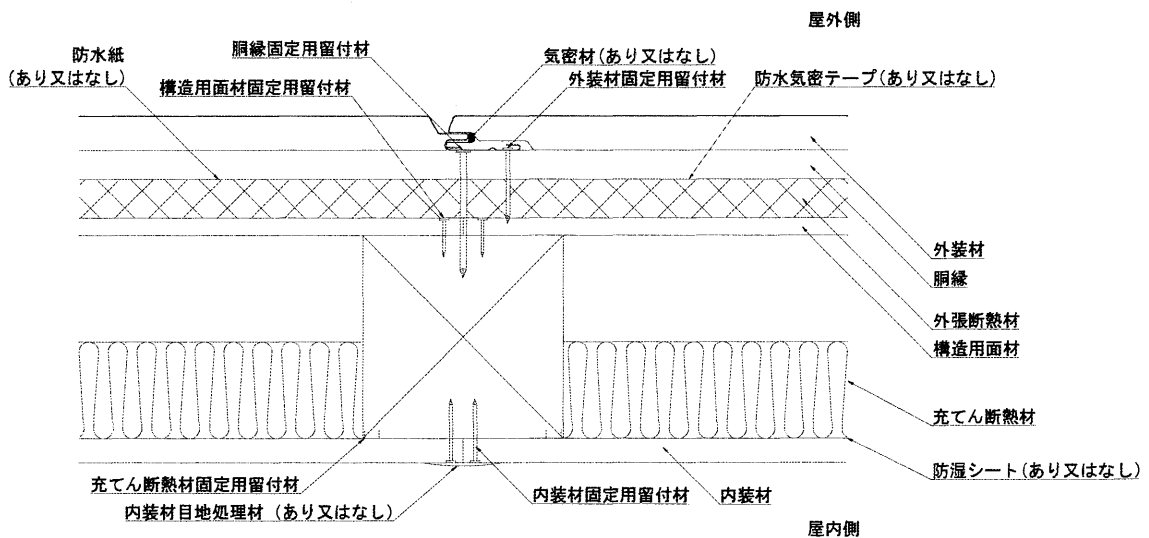 屋外側
胴縁固定用留付材
防水紙
(あり又はなし)
気密材(あり又はなし)
構造用面材固定用留付材
外装材固定用留付材
防水気密テープ(あり又はなし)
外装材
胴縁
外張断熱材
構造用面材
充てん断熱材
防湿シート(あり又はなし)
充てん断熱材固定用留付材
内装材固定用留付材
内装材
内装材目地処理材 (あり又はなし)
屋内側